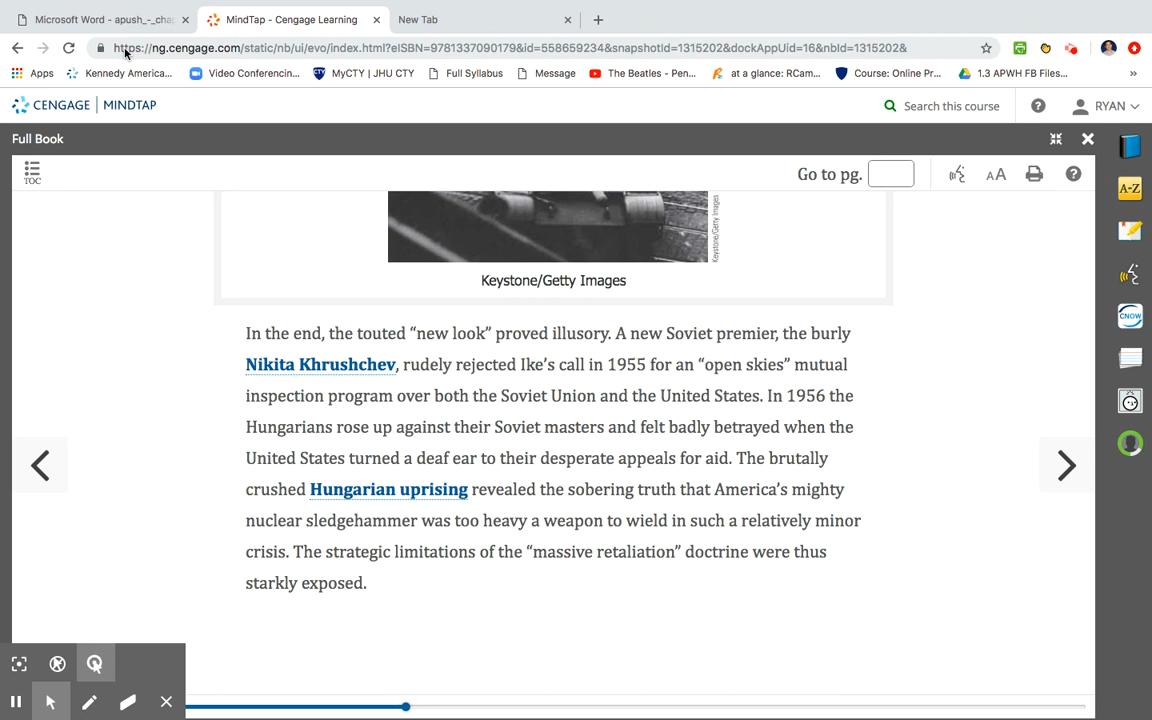 Microsoft Word - apush_-_cha
MindTap - Cengage Learning
New Tab
https://ng.cengage.com/static/nb/ui/evo/index.html?eISBN=9781337090179&id=558659234&snapshotId=1315202&dockAppUid=16&nbId=1315202&
Apps
Kennedy America...
Video Conferencin...
CTY
MyCTY | JHU CTY
Full Syllabus
Message
The Beatles - Pen...
at a glance: RCam...
Course: Online Pr...
1.3 APWH FB Files...
»
CENGAGE | MINDTAP
Search this course
?
RYAN
Full Book
TOC
Go to pg.
AA
?
A-Z
Keystone/Getty Images
Keystone/Getty Images
In the end, the touted “new look” proved illusory. A new Soviet premier, the burly
Nikita Khrushchev, rudely rejected Ike’s call in 1955 for an “open skies” mutual
inspection program over both the Soviet Union and the United States. In 1956 the
Hungarians rose up against their Soviet masters and felt badly betrayed when the
United States turned a deaf ear to their desperate appeals for aid. The brutally
crushed Hungarian uprising revealed the sobering truth that America’s mighty
nuclear sledgehammer was too heavy a weapon to wield in such a relatively minor
crisis. The strategic limitations of the “massive retaliation” doctrine were thus
starkly exposed.
CNOW